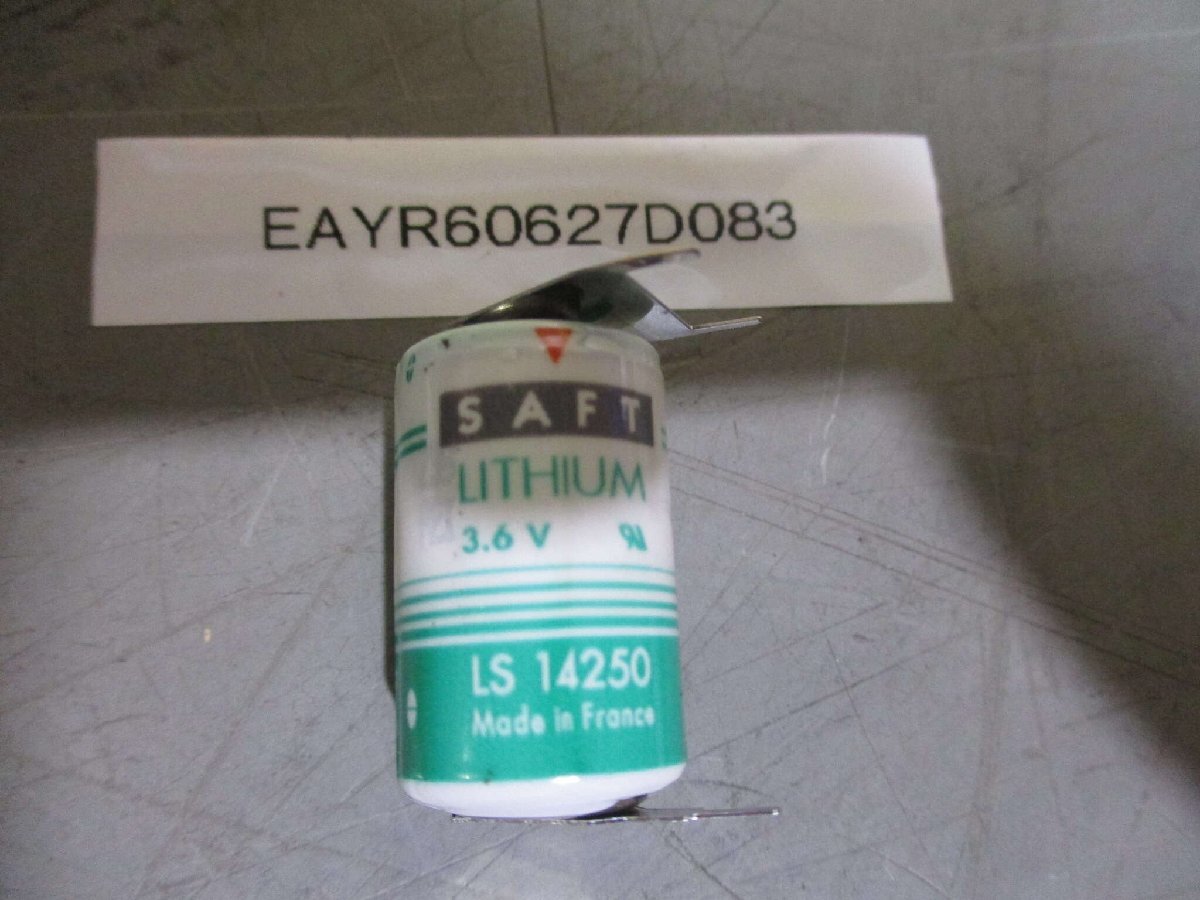 EAYR60627D083
SAFT
LITHIUM
3.6 V
LS 14250
Made in France